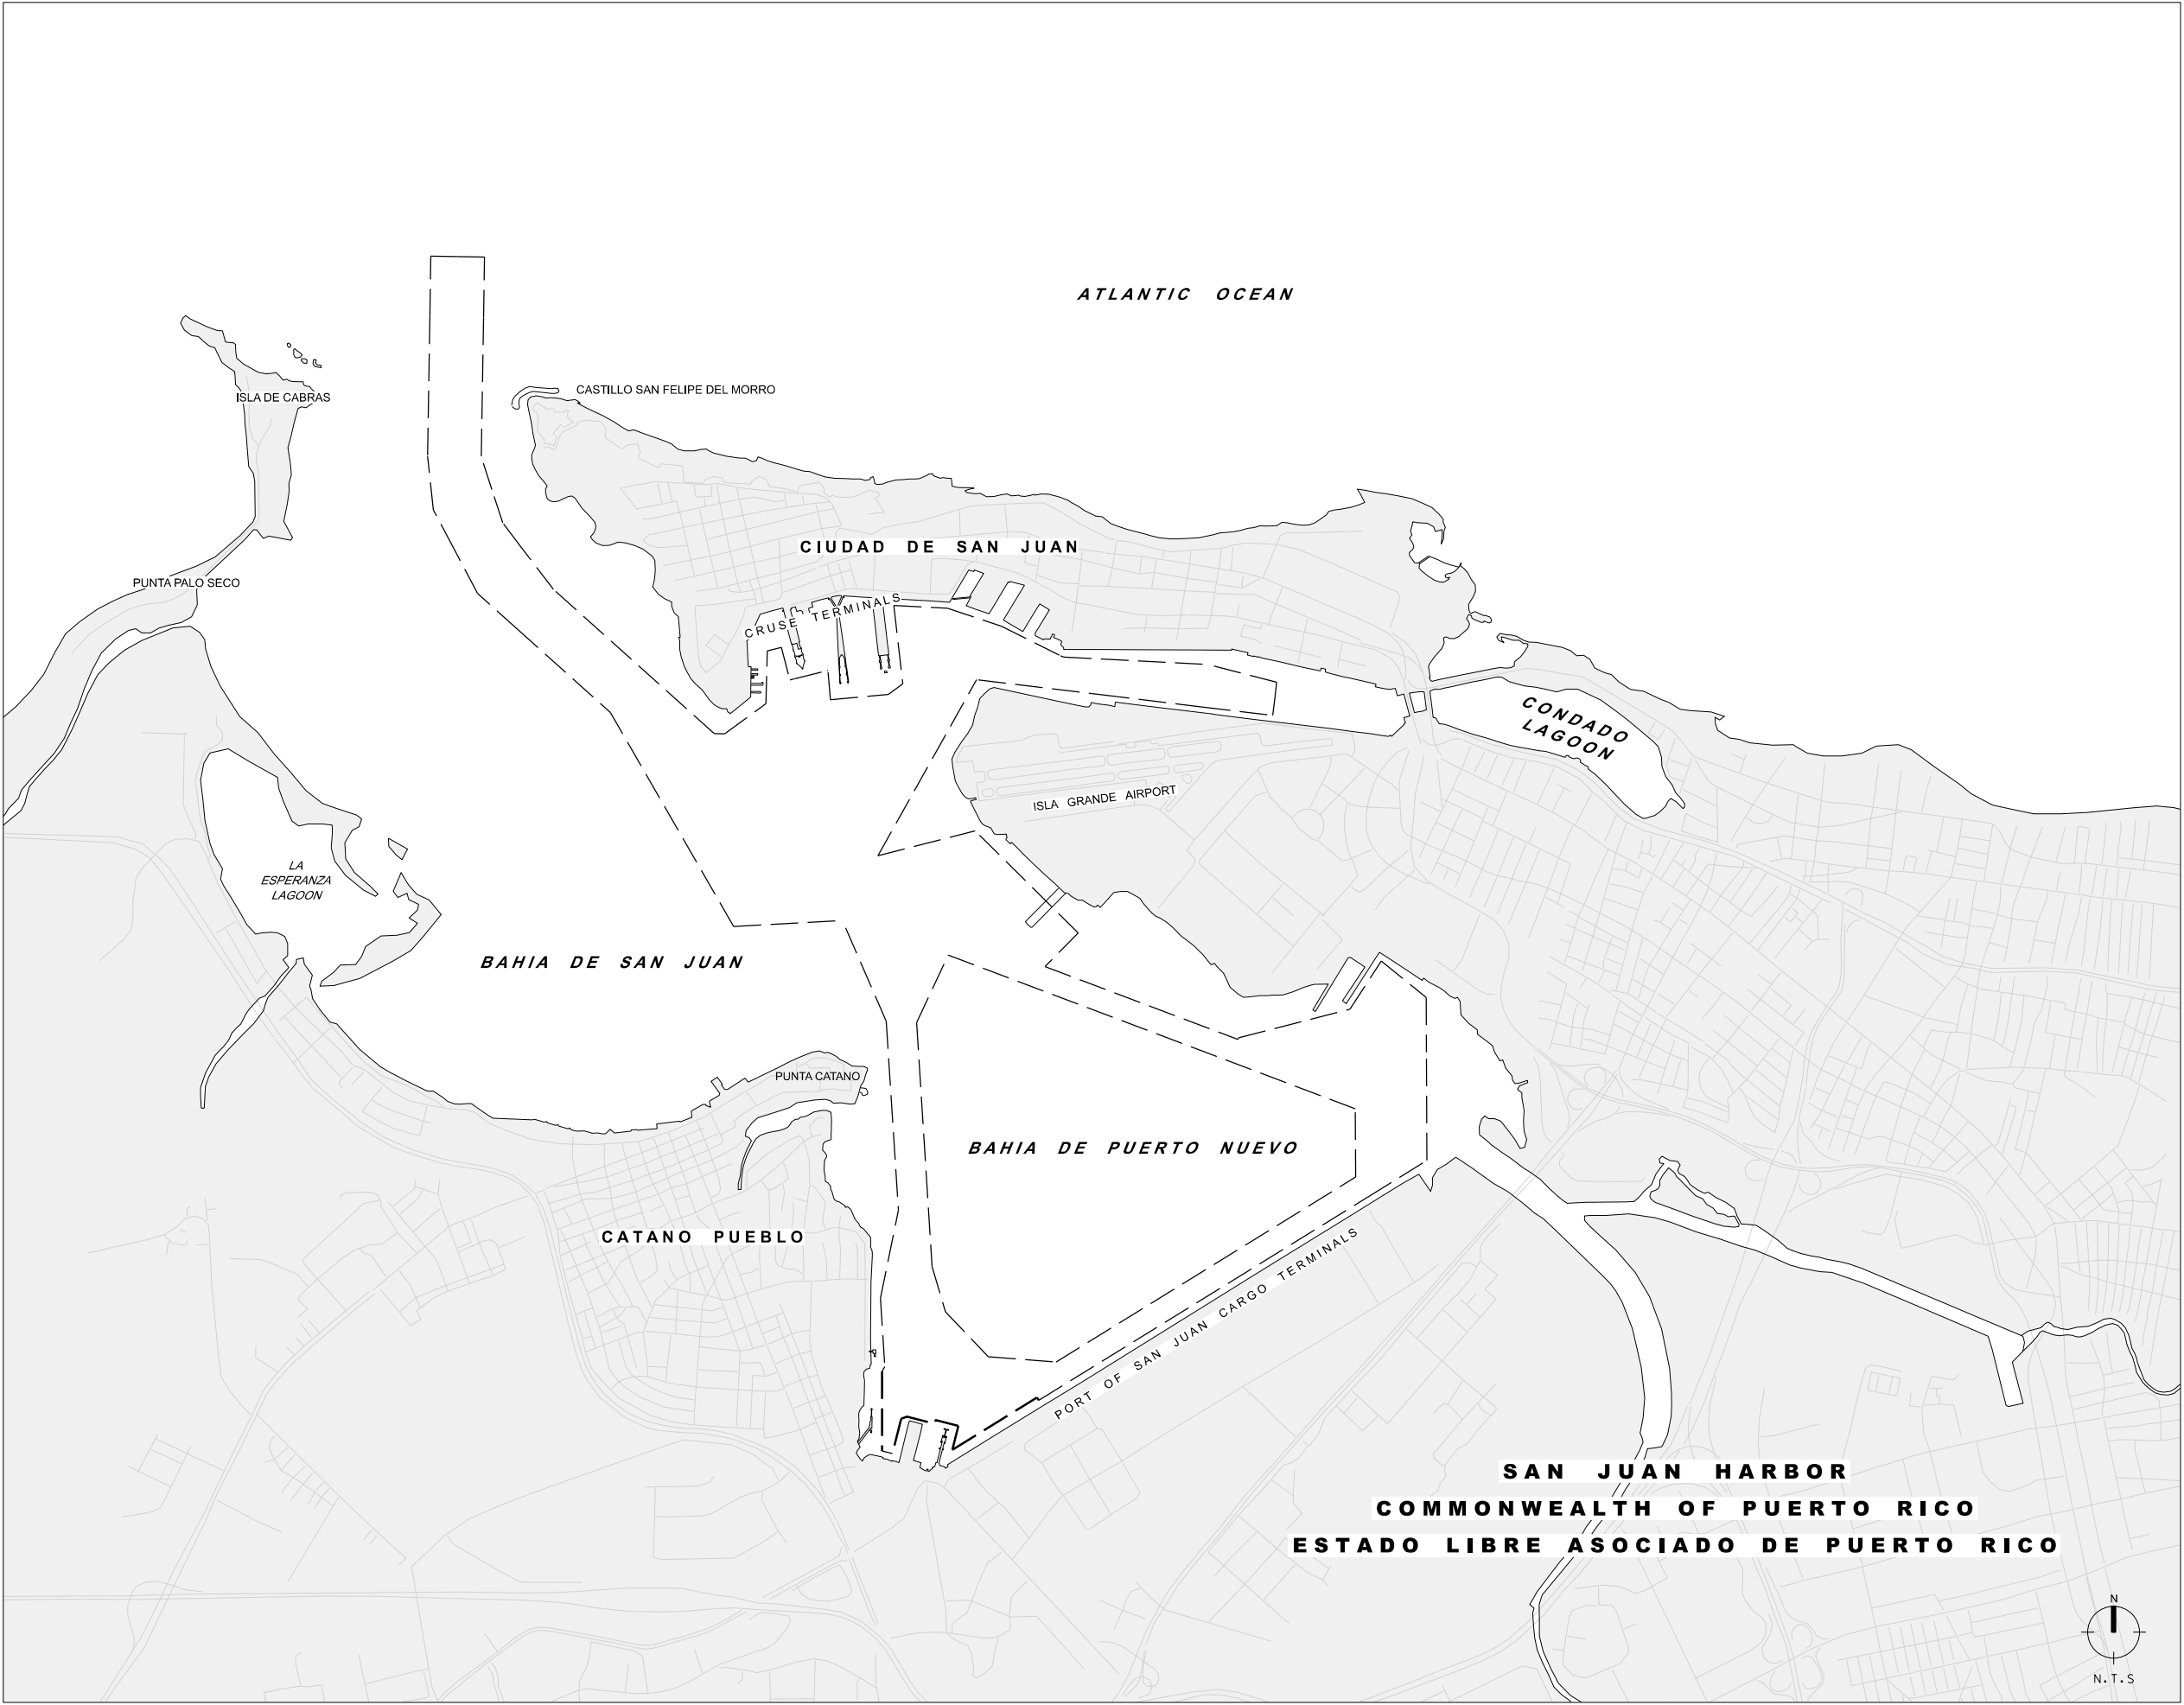 ATLANTIC OCEAN
CASTILLO SAN FELIPE DEL MORRO
ISLA DE CABRAS
CIUDAD DE SAN JUAN
PUNTA PALO SECO
CRUSE TERMINALS
CONDADO
LAGOON
ISLA GRANDE AIRPORT
LA
ESPERANZA
LAGOON
BAHIA DE SAN JUAN
PUNTA CATANO
BAHIA DE PUERTO NUEVO
CATANO PUEBLO
PORT OF SAN JUAN CARGO TERMINALS
SAN JUAN HARBOR
COMMONWEALTH OF PUERTO RICO
ESTADO LIBRE ASOCIADO DE PUERTO RICO
N
N.T.S